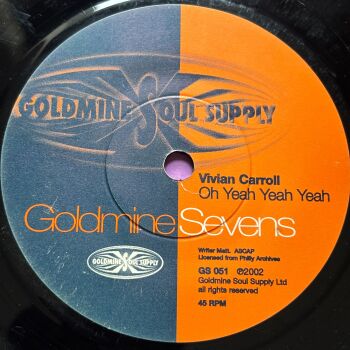 GOLDMINE SOUL SUPPLY
Vivian Carroll
Oh Yeah Yeah Yeah
Goldmine Sevens
Writer Matt. ASCAP
Licensed from Philly Archives
GOLDMINE SOUL SUPPLY
GS 051 ℗2002
Goldmine Soul Supply Ltd
all rights reserved
45 RPM